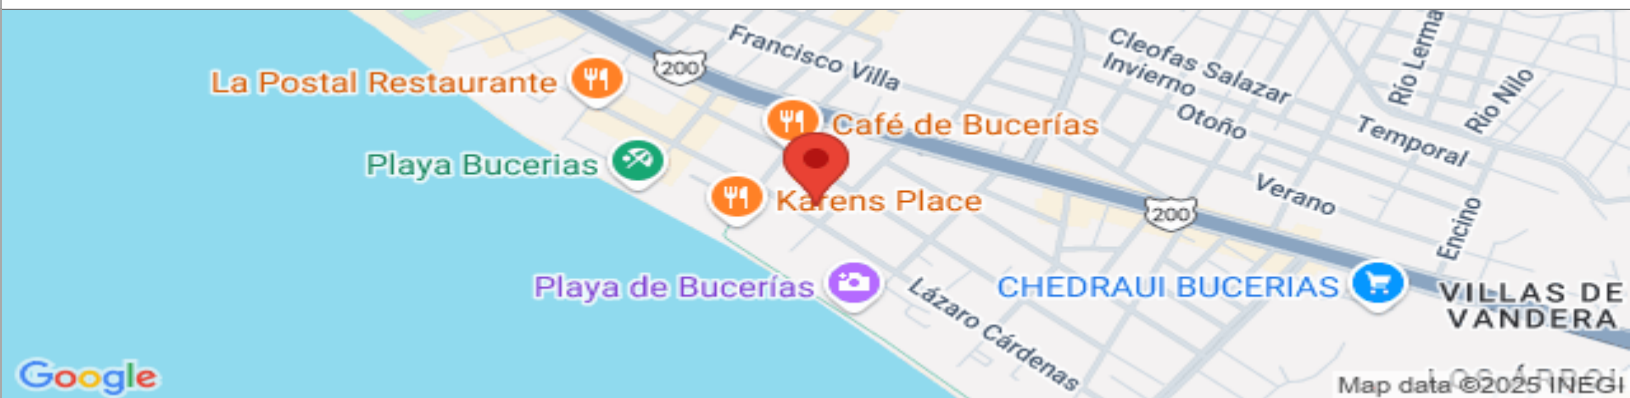 Francisco Villa
Cleofas Salazar
Invierno
Río Lerma
La Postal Restaurante
200
Río Nilo
Otoño
Café de Bucerías
Temporal
Playa Bucerias
Karens Place
Verano
200
Encino
Playa de Bucerías
Lázaro Cárdenas
CHEDRAUI BUCERIAS
VILLAS DE
VANDERA
Google
Map data ©2025 INEGI